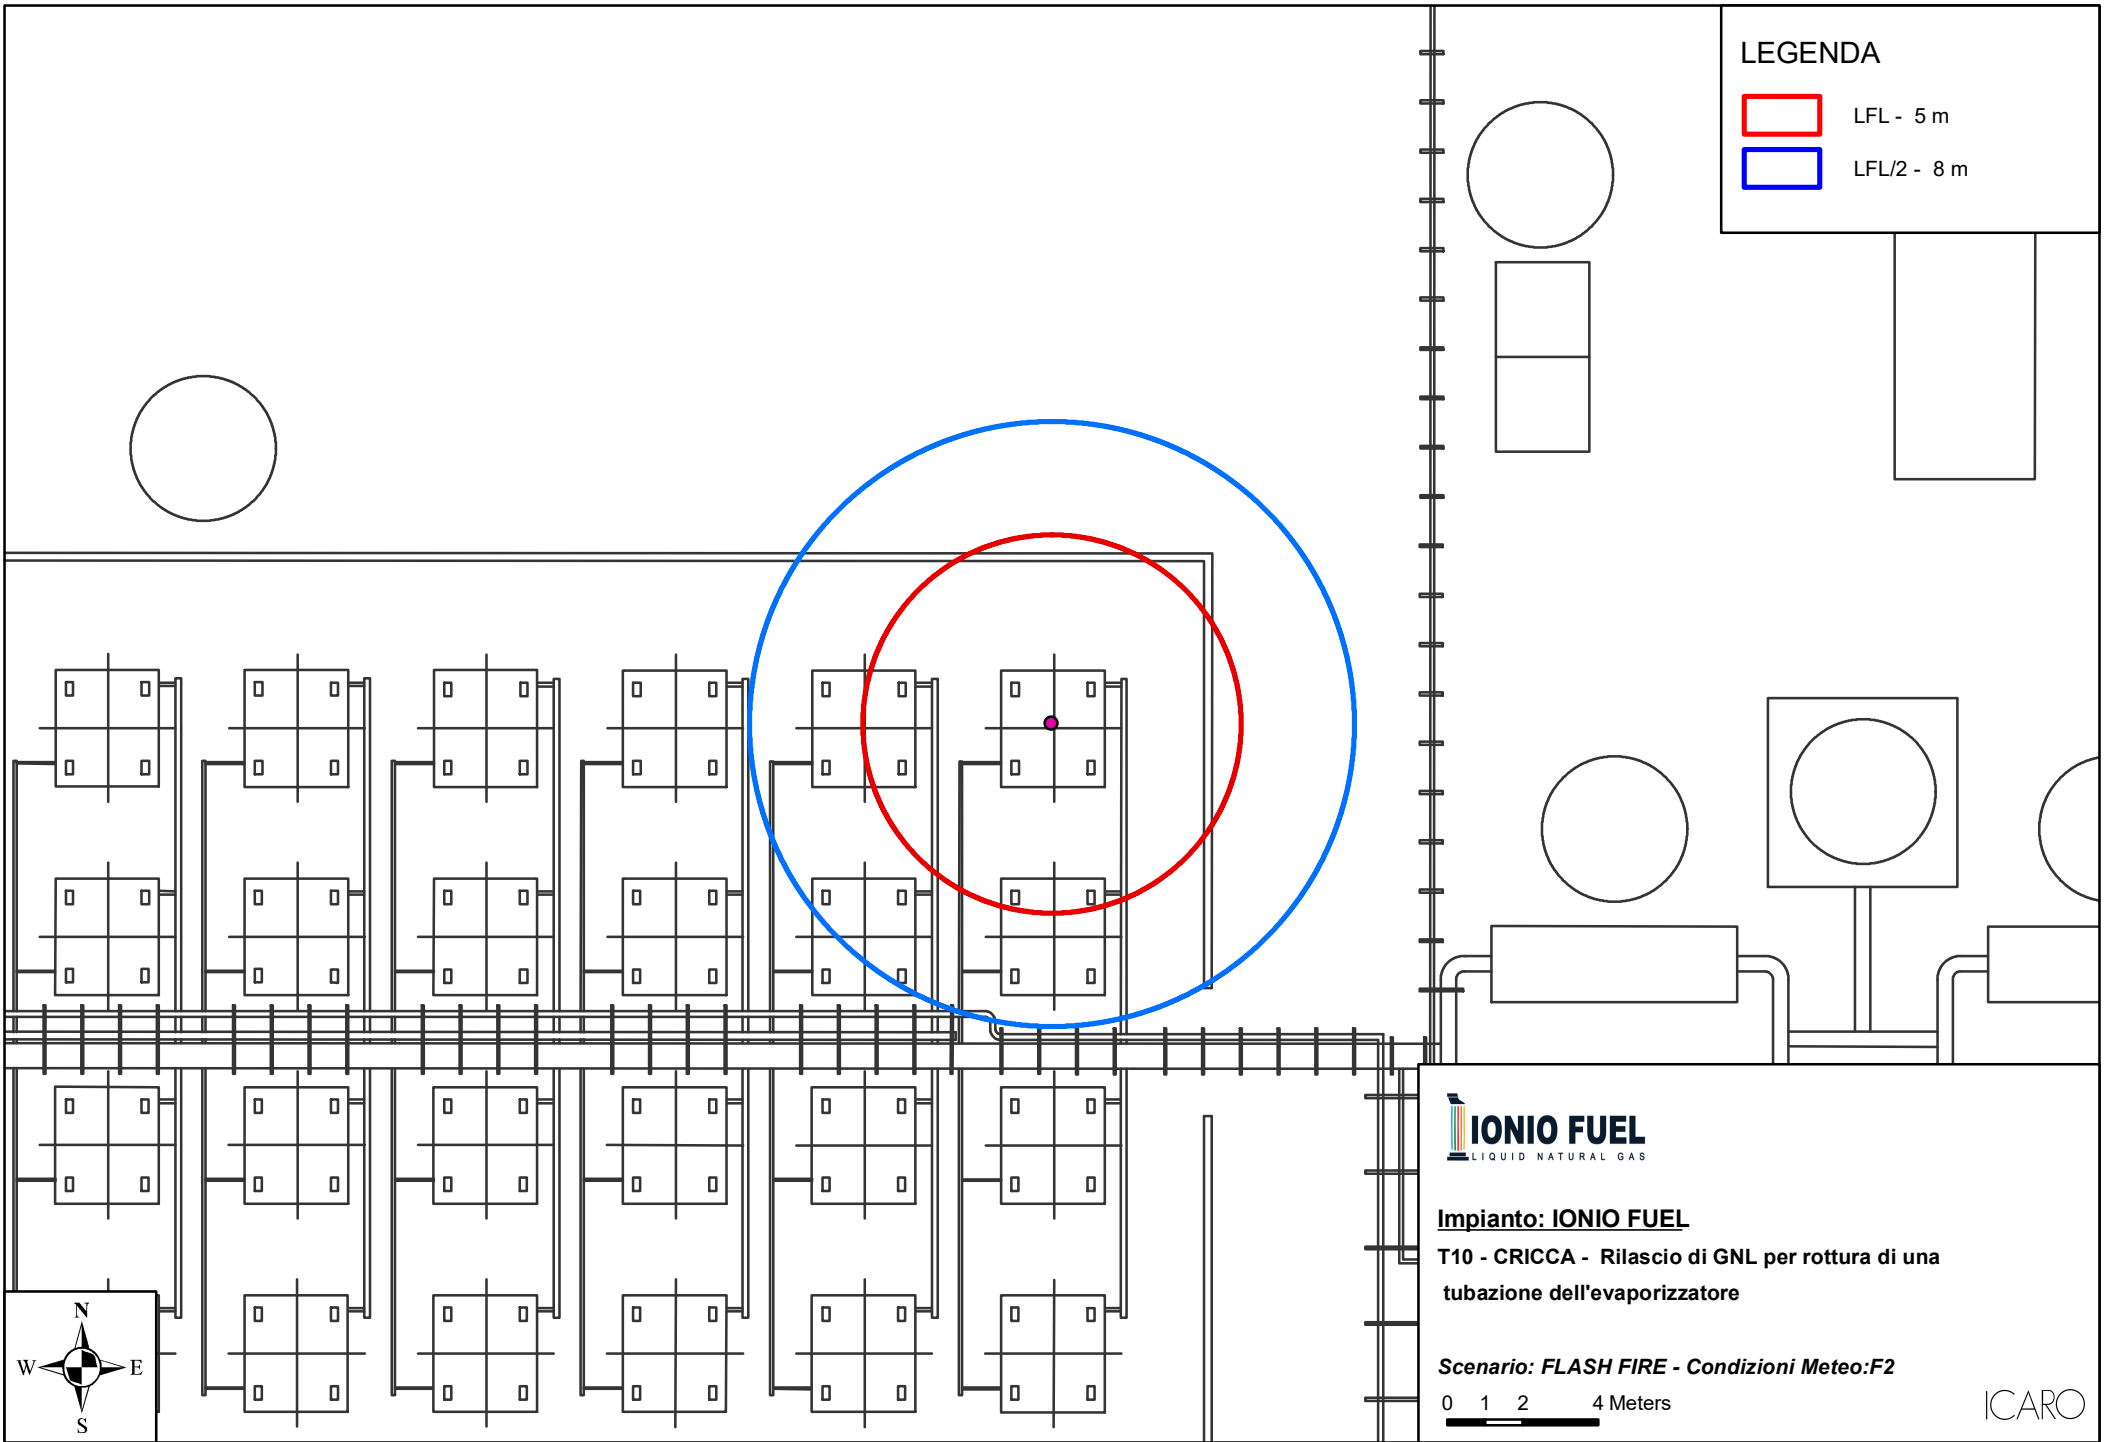 LEGENDA
LFL - 5 m
LFL/2 - 8 m
IONIO FUEL
LIQUID NATURAL GAS
Impianto: IONIO FUEL
T10 - CRICCA - Rilascio di GNL per rottura di una
tubazione dell'evaporizzatore
Scenario: FLASH FIRE - Condizioni Meteo:F2
0 1 2 4 Meters
ICARO
N
W E
S